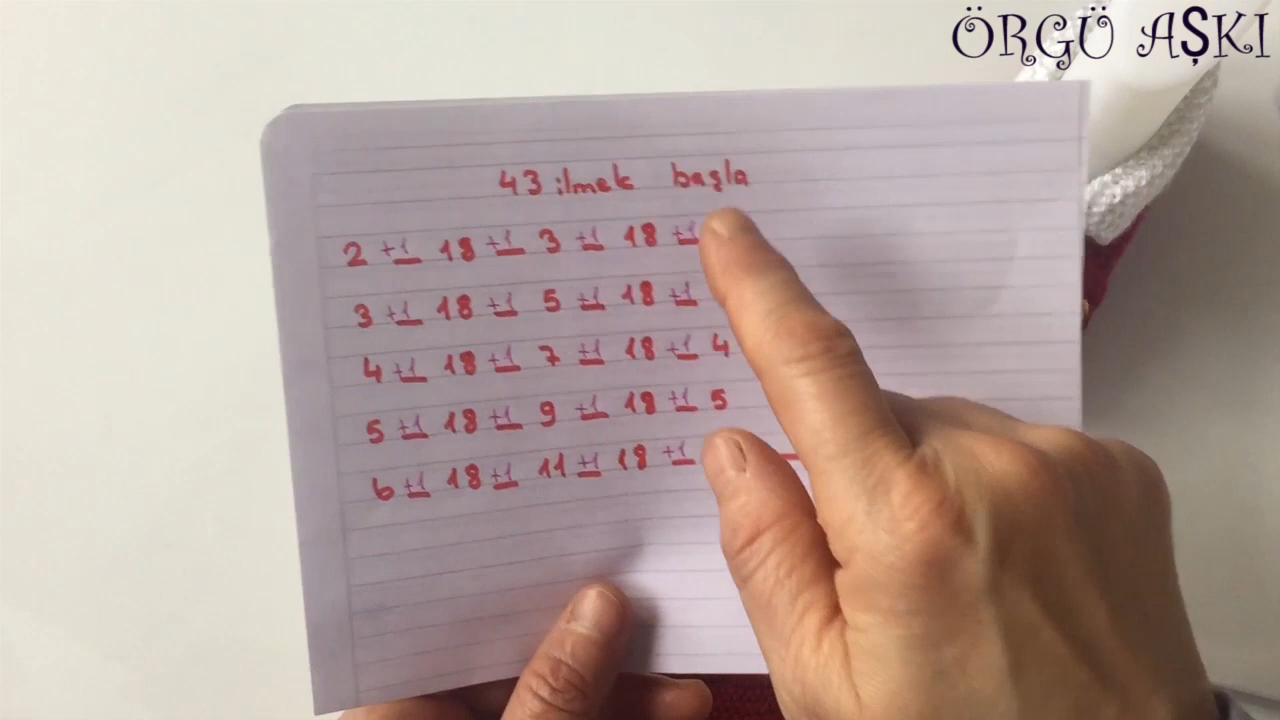 ÖRGÜ AŞKI
43 ilmek başla
2 +1 18 +1 3 +1 18 +1
3 +1 18 +1 5 +1 18 +1
4 +1 18 +1 7 +1 18 +1 4
5 +1 18 +1 9 +1 18 +1 5
6 +1 18 +1 11 +1 18 +1